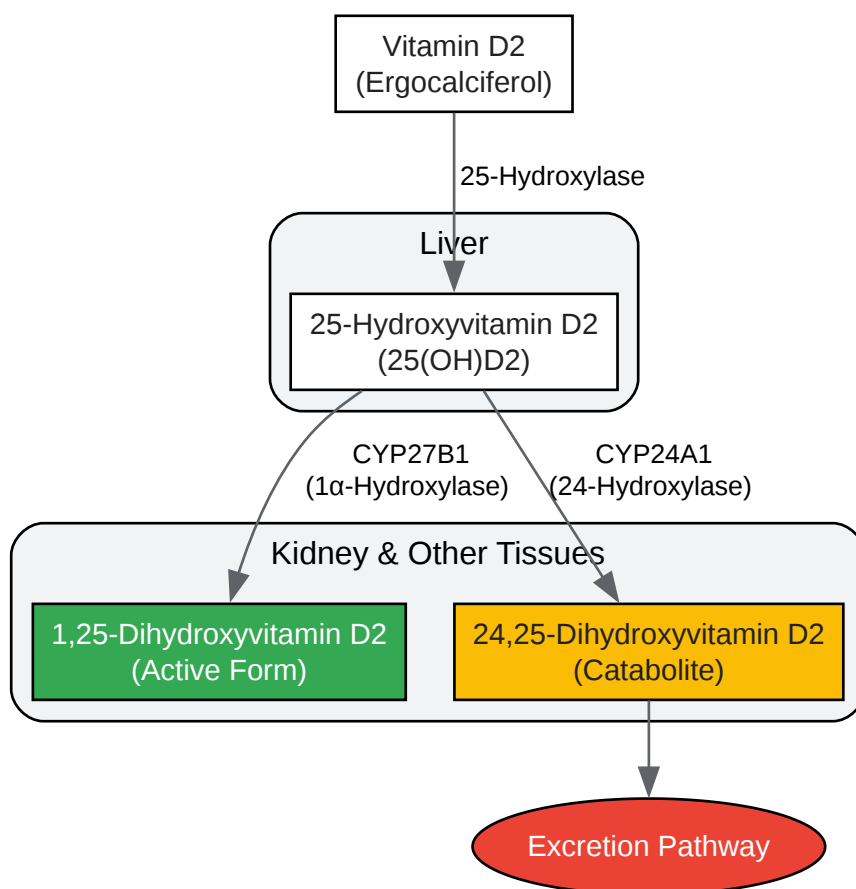 Vitamin D2
(Ergocalciferol)
25-Hydroxylase
Liver
25-Hydroxyvitamin D2
(25(OH)D2)
CYP27B1
(1α-Hydroxylase)
CYP24A1
(24-Hydroxylase)
Kidney & Other Tissues
1,25-Dihydroxyvitamin D2
(Active Form)
24,25-Dihydroxyvitamin D2
(Catabolite)
Excretion Pathway